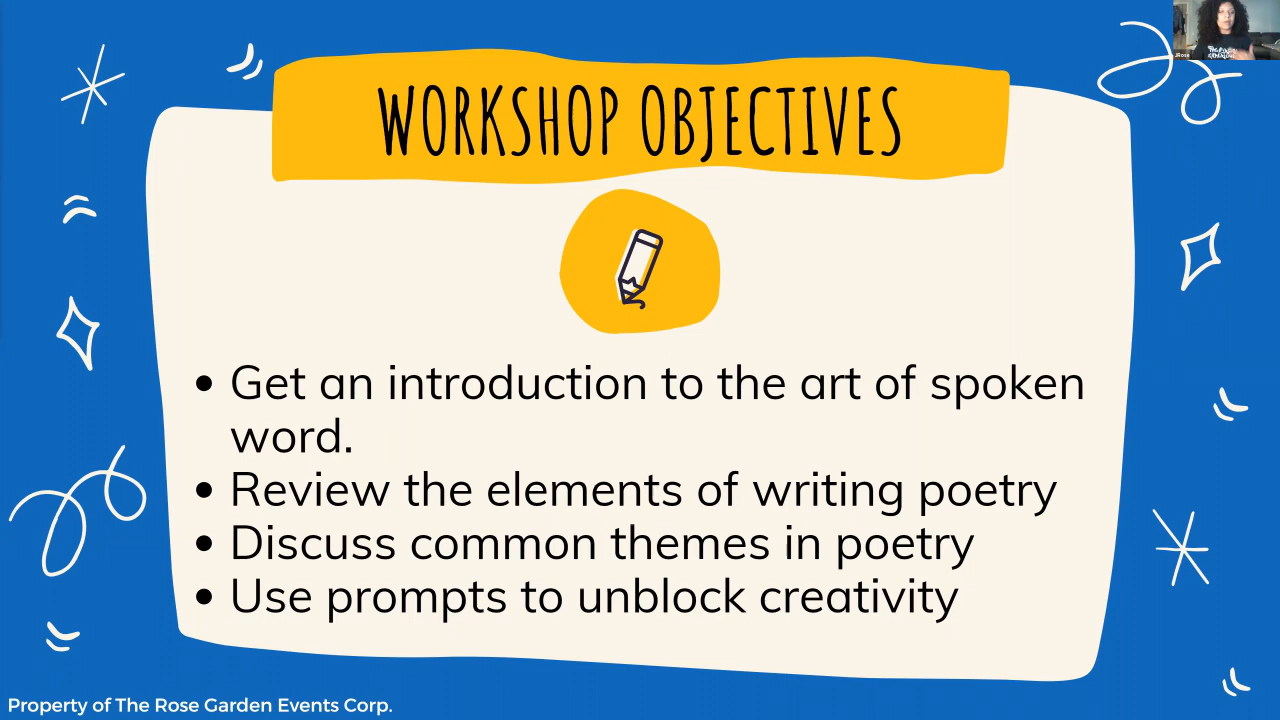 WORKSHOP OBJECTIVES
• Get an introduction to the art of spoken
word.
• Review the elements of writing poetry
• Discuss common themes in poetry
• Use prompts to unblock creativity
Property of The Rose Garden Events Corp.